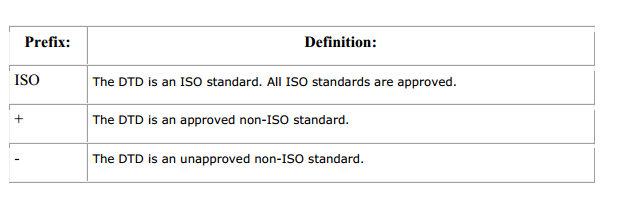 Prefix: Definition:
ISO The DTD is an ISO standard. All ISO standards are approved.
+ The DTD is an approved non-ISO standard.
- The DTD is an unapproved non-ISO standard.